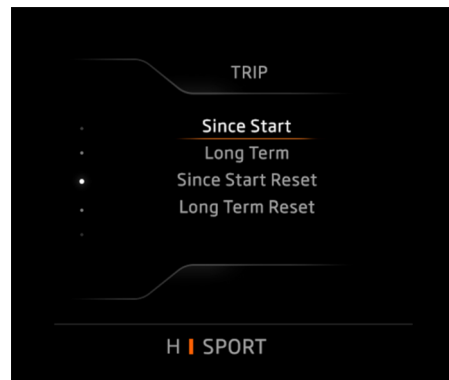 TRIP
Since Start
Long Term
Since Start Reset
Long Term Reset
H SPORT